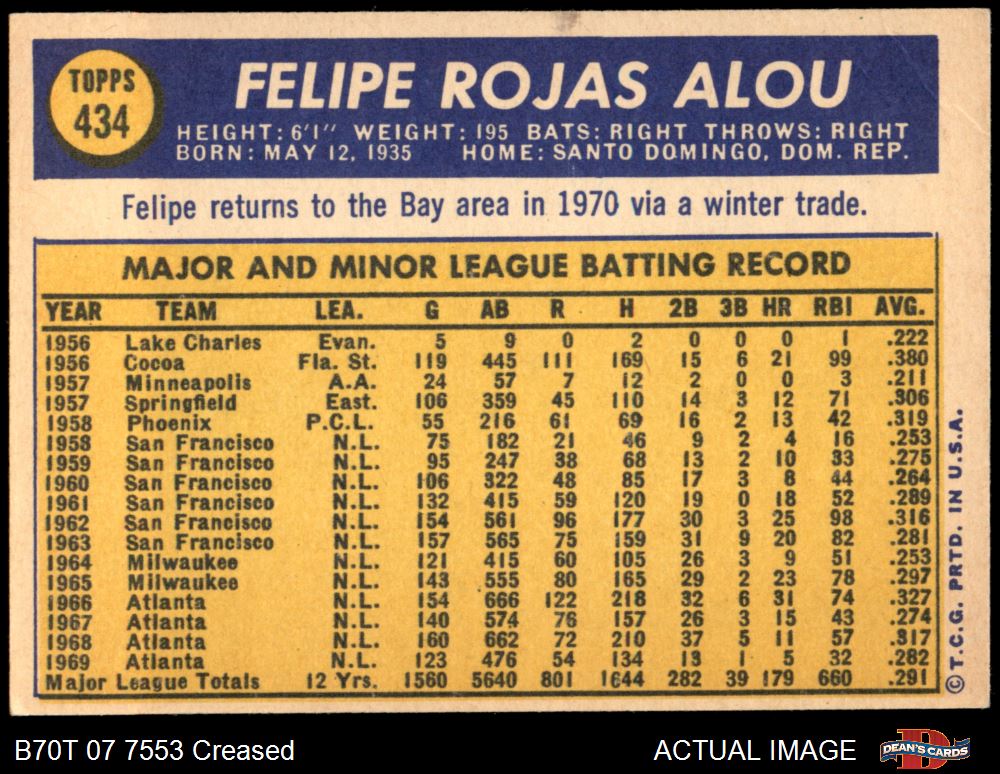 TOPPS
434
FELIPE ROJAS ALOU
HEIGHT: 6'1" WEIGHT: 195 BATS: RIGHT THROWS: RIGHT
BORN: MAY 12, 1935 HOME: SANTO DOMINGO, DOM. REP.
Felipe returns to the Bay area in 1970 via a winter trade.
MAJOR AND MINOR LEAGUE BATTING RECORD
YEAR TEAM LEA. G AB R H 2B 3B HR RBI AVG.
1956 Lake Charles Evan. 5 9 0 2 0 0 0 1 .222
1956 Cocoa Fla. St. 119 445 111 169 15 6 21 99 .380
1957 Minneapolis A.A. 24 57 7 12 2 0 0 3 .211
1957 Springfield East. 106 359 45 110 14 3 12 71 .306
1958 Phoenix P.C.L. 55 216 61 69 16 2 13 42 .319
1958 San Francisco N.L. 75 182 21 46 9 2 4 16 .253
1959 San Francisco N.L. 95 247 38 68 13 2 10 33 .275
1960 San Francisco N.L. 106 322 48 85 17 3 8 44 .264
1961 San Francisco N.L. 132 415 59 120 19 0 18 52 .289
1962 San Francisco N.L. 154 561 96 177 30 3 25 98 .316
1963 San Francisco N.L. 157 565 75 159 31 9 20 82 .281
1964 Milwaukee N.L. 121 415 60 105 26 3 9 51 .253
1965 Milwaukee N.L. 143 555 80 165 29 2 23 78 .297
1966 Atlanta N.L. 154 666 122 218 32 6 31 74 .327
1967 Atlanta N.L. 140 574 76 157 26 3 15 43 .274
1968 Atlanta N.L. 160 662 72 210 37 5 11 57 .317
1969 Atlanta N.L. 123 476 54 134 13 1 5 32 .282
Major League Totals 12 Yrs. 1560 5640 801 1644 282 39 179 660 .291
© T.C.G. PRTD. IN U.S.A.
B70T 07 7553 Creased
ACTUAL IMAGE
DEAN'S CARDS